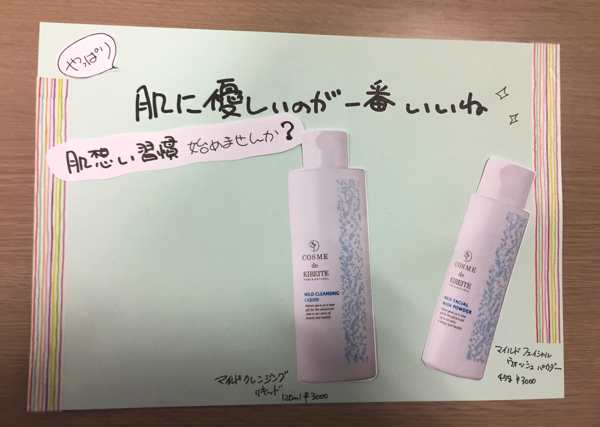 やっぱり
肌に優しいのが一番いいね
肌想い習慣 始めませんか?
COSME
de
KIREITE
MILD CLEANSING
LIQUID
COSME
de
KIREITE
MILD FACIAL
WASH POWDER
マイルドクレンジング
リキッド 120ml ¥3000
マイルドフェイシャル
ウォッシュパウダー
45g ¥3000